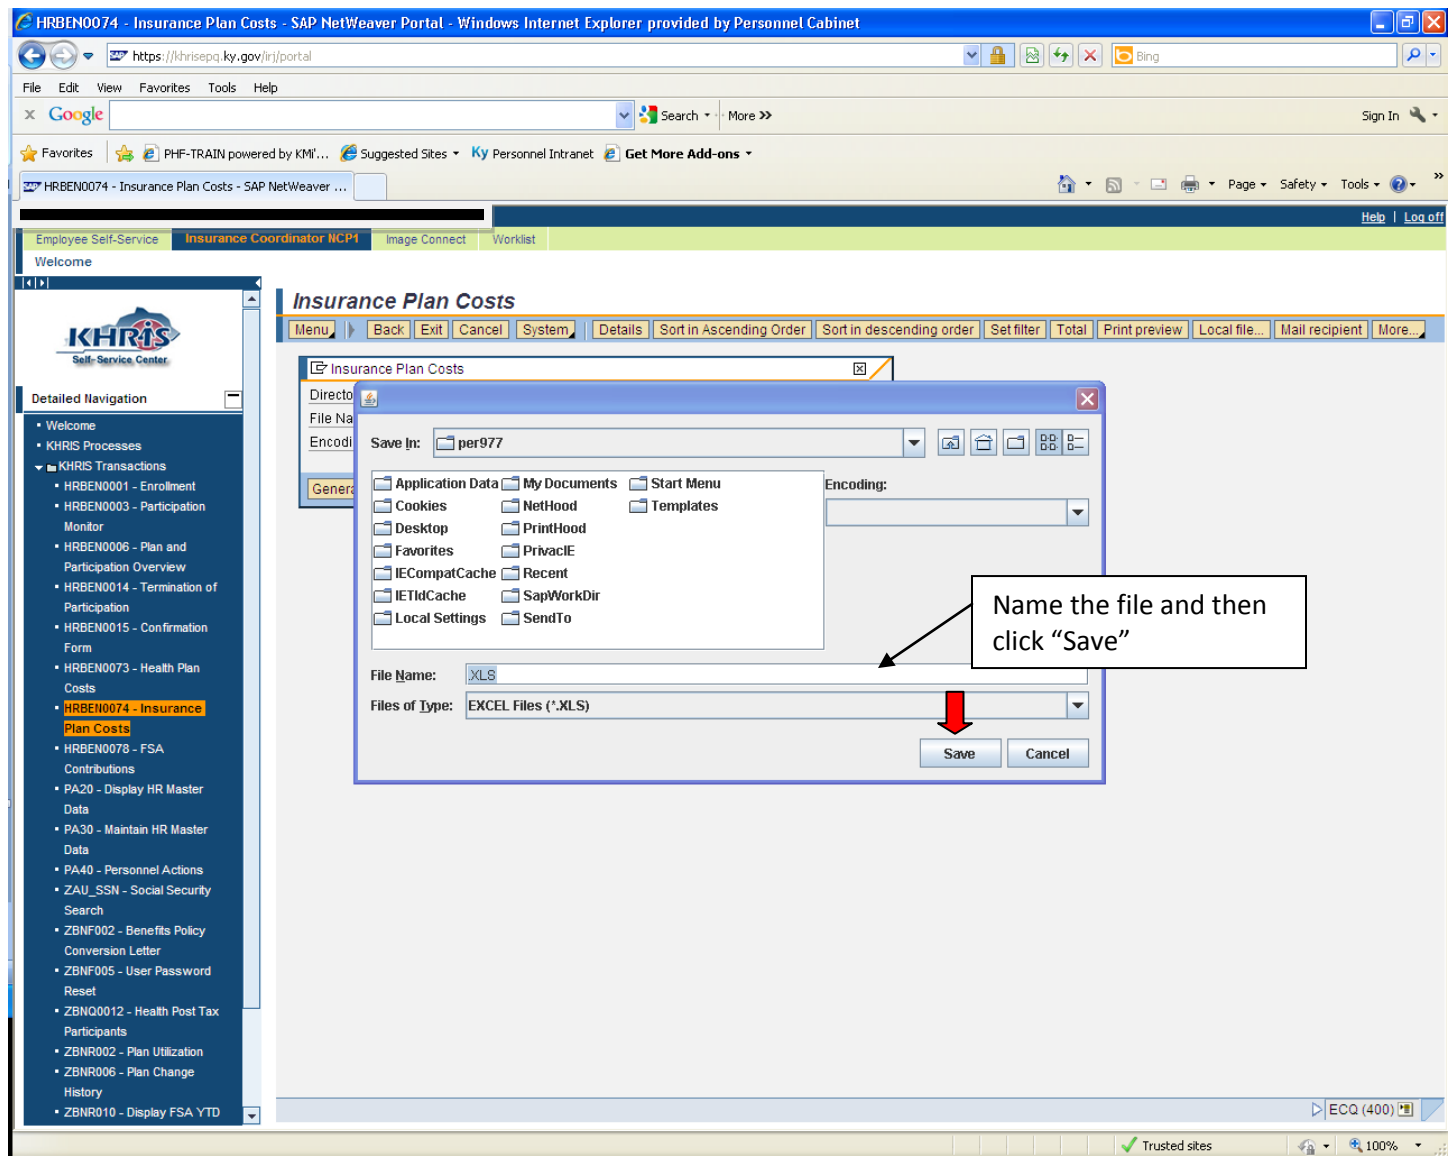 HRBEN0074 - Insurance Plan Costs - SAP NetWeaver Portal - Windows Internet Explorer provided by Personnel Cabinet
https://khrisepq.ky.gov/irj/portal
Bing
File Edit View Favorites Tools Help
x Google Search More >>
Sign In
Favorites PHF-TRAIN powered by KMi'... Suggested Sites Ky Personnel Intranet Get More Add-ons
HRBEN0074 - Insurance Plan Costs - SAP NetWeaver ...
Page Safety Tools
Help | Log off
Employee Self-Service Insurance Coordinator NCP1 Image Connect Worklist
Welcome
KHRIS
Self-Service Center
Detailed Navigation
Welcome
KHRIS Processes
KHRIS Transactions
HRBEN0001 - Enrollment
HRBEN0003 - Participation
Monitor
HRBEN0006 - Plan and
Participation Overview
HRBEN0014 - Termination of
Participation
HRBEN0015 - Confirmation
Form
HRBEN0073 - Health Plan
Costs
HRBEN0074 - Insurance
Plan Costs
HRBEN0078 - FSA
Contributions
PA20 - Display HR Master
Data
PA30 - Maintain HR Master
Data
PA40 - Personnel Actions
ZAU_SSN - Social Security
Search
ZBNF002 - Benefits Policy
Conversion Letter
ZBNF005 - User Password
Reset
ZBNQ0012 - Health Post Tax
Participants
ZBNR002 - Plan Utilization
ZBNR006 - Plan Change
History
ZBNR010 - Display FSA YTD
Insurance Plan Costs
Menu Back Exit Cancel System Details Sort in Ascending Order Sort in descending order Set filter Total Print preview Local file... Mail recipient More...
Insurance Plan Costs
Directo
File Na
Encodi
Genera
Save In: per977
Application Data My Documents Start Menu
Cookies NetHood Templates
Desktop PrintHood
Favorites PrivacIE
IECompatCache Recent
IETldCache SapWorkDir
Local Settings SendTo
Encoding:
File Name: .XLS
Files of Type: EXCEL Files (*.XLS)
Save Cancel
Name the file and then
click “Save”
ECQ (400)
Trusted sites
100%